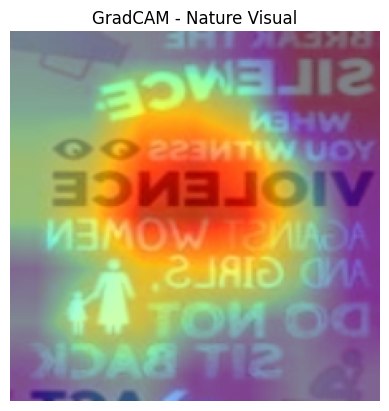 GradCAM - Nature Visual
BREAK THE
SILENCE
WHEN
YOU WITNESS
VIOLENCE
AGAINST WOMEN
AND GIRLS,
DO NOT
SIT BACK